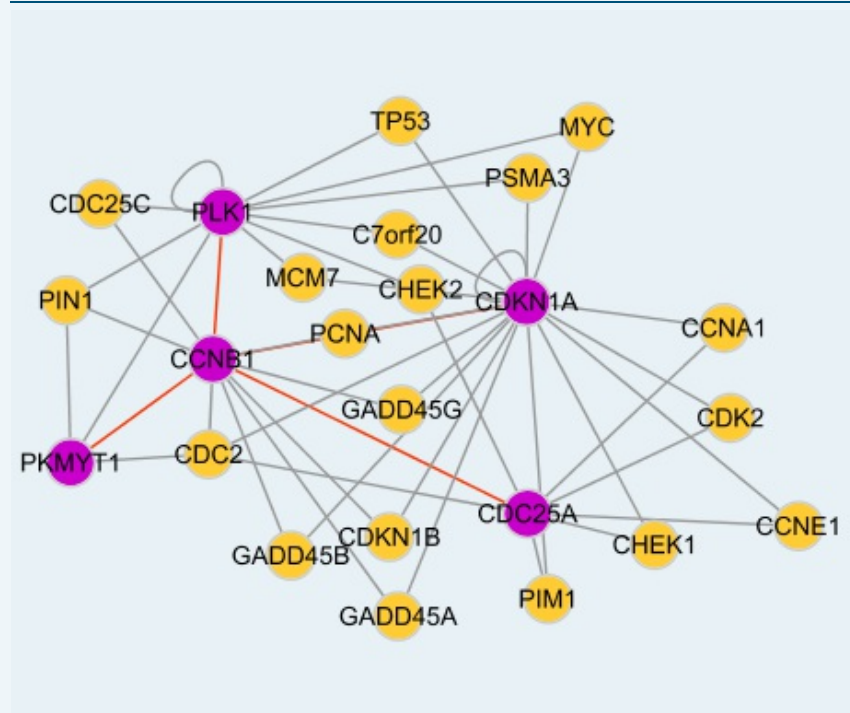 TP53
MYC
PSMA3
CDC25C
PLK1
C7orf20
MCM7
CHEK2
PIN1
CDKN1A
PCNA
CCNA1
CCNB1
GADD45G
CDK2
CDC2
PKMYT1
CDC25A
CCNE1
CDKN1B
CHEK1
GADD45B
PIM1
GADD45A